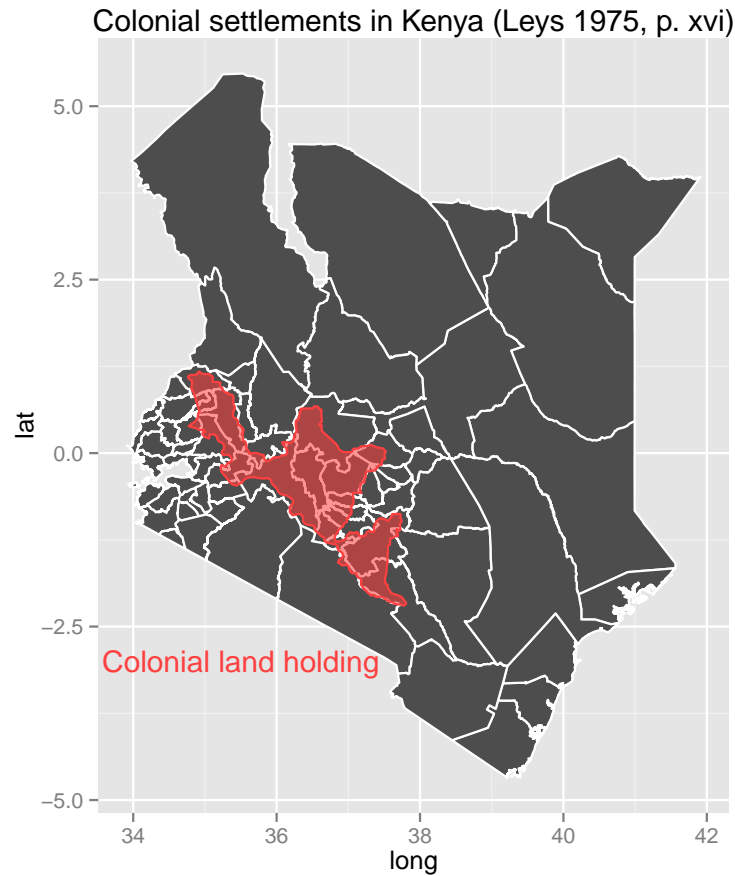 Colonial settlements in Kenya (Leys 1975, p. xvi)
5.0
2.5
0.0
−2.5
−5.0
lat
Colonial land holding
34 36 38 40 42
long